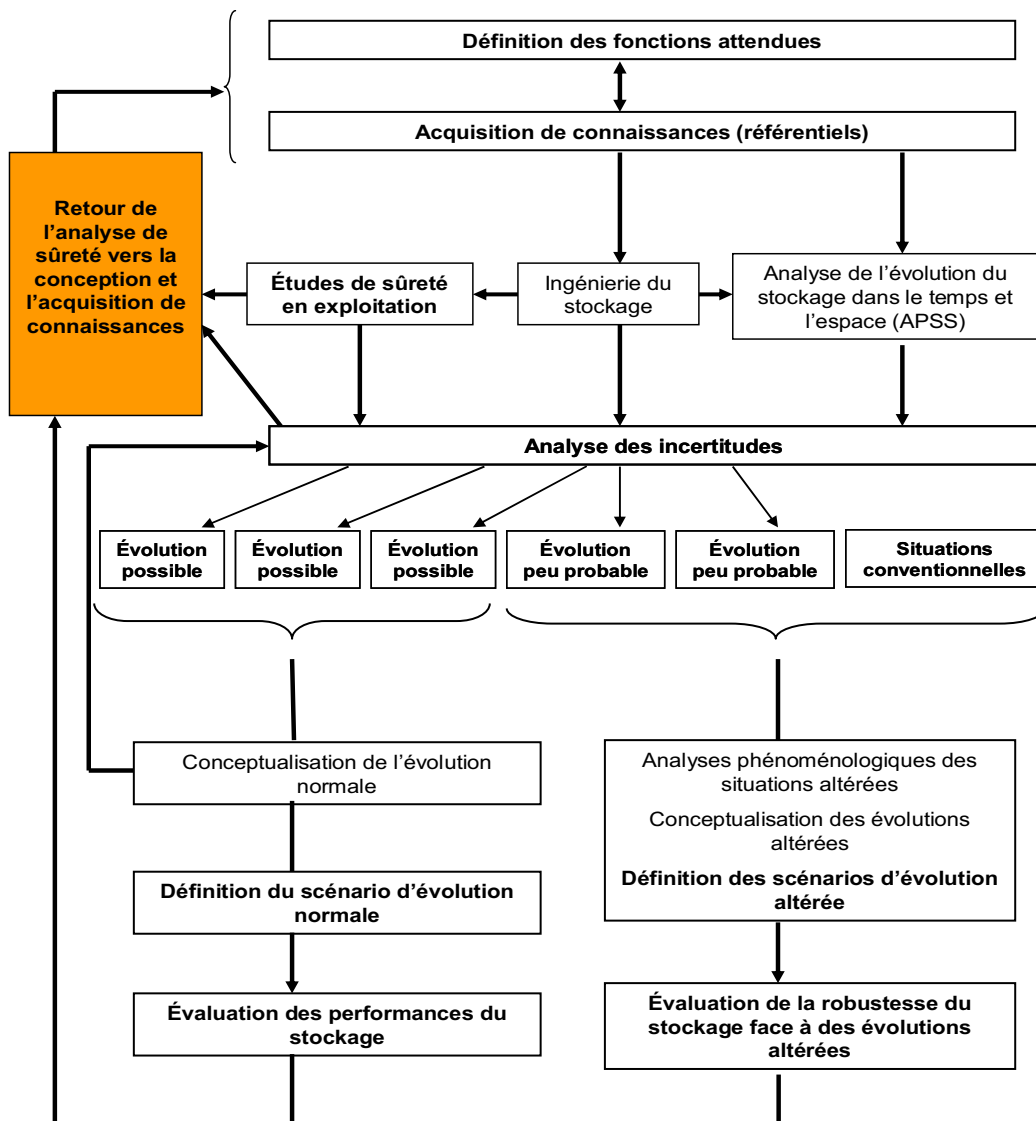 Définition des fonctions attendues
Acquisition de connaissances (référentiels)
Retour de
l’analyse de
sûreté vers la
conception et
l’acquisition de
connaissances
Études de sûreté
en exploitation
Ingénierie du
stockage
Analyse de l’évolution du
stockage dans le temps et
l’espace (APSS)
Analyse des incertitudes
Évolution
possible
Évolution
possible
Évolution
possible
Évolution
peu probable
Évolution
peu probable
Situations
conventionnelles
Conceptualisation de l’évolution
normale
Définition du scénario d’évolution
normale
Évaluation des performances du
stockage
Analyses phénoménologiques des
situations altérées
Conceptualisation des évolutions
altérées
Définition des scénarios d’évolution
altérée
Évaluation de la robustesse du
stockage face à des évolutions
altérées